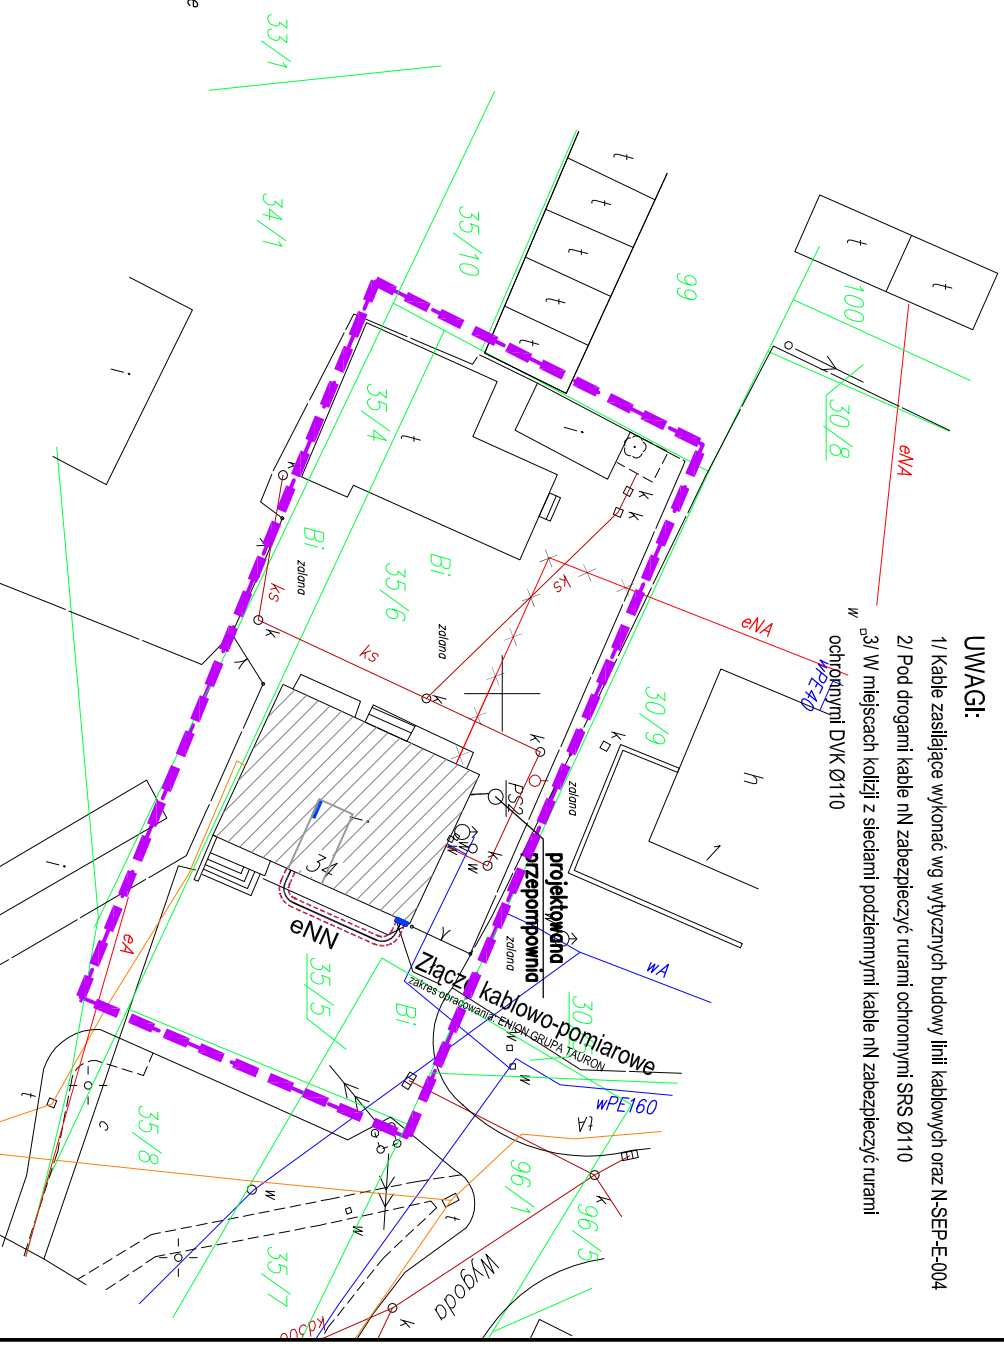 UWAGI:
1/ Kable zasilające wykonać wg wytycznych budowy linii kablowych oraz N-SEP-E-004
2/ Pod drogami kable nN zabezpieczyć rurami ochronnymi SRS Ø110
3/ W miejscach kolizji z sieciami podziemnymi kable nN zabezpieczyć rurami
ochronnymi DVK Ø110
33/1
34/1
35/10
99
100
30/8
eNA
t
t
t
t
t
t
t
i
35/4
t
i
k
k
k
Bi
zalana
ks
k
35/6
Bi
zalana
ks
ks
eNA
wPE40
w
30/9
h
1
k
k
zalana
PS2
k
w
w
w
i
34
projektowana
przepompownia
zalana
eNN
Złącze kablowo-pomiarowe
zakres opracowania: ENION GRUPA TAURON
wA
35/5
Bi
eA
i
w
w
wPE160
tA
96/1
96/5
k
35/8
t
c
t
w
w
35/7
Wygoda
k
kd300